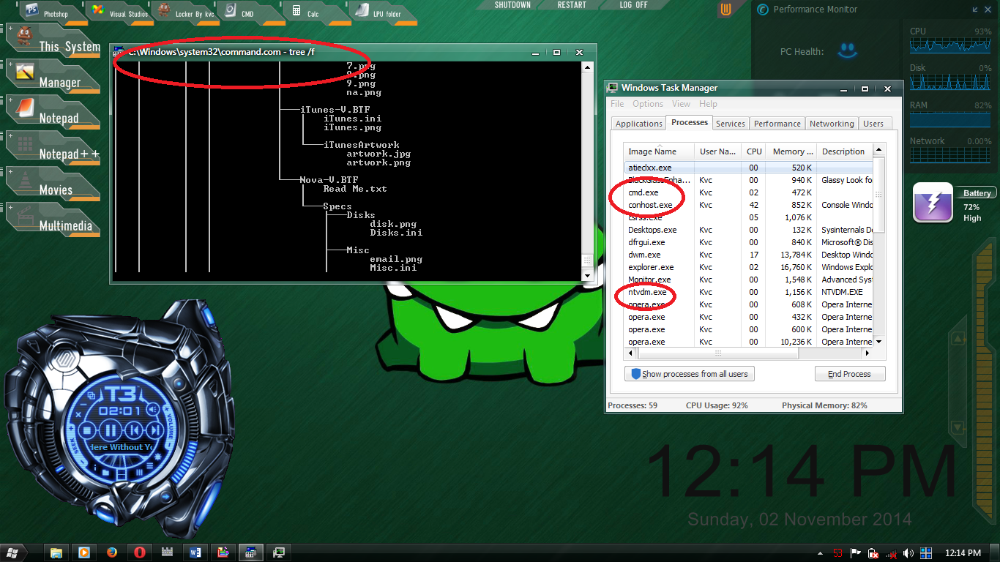 Photshop
Visual Studios
Locker By kvc
CMD
Calc
LPU folder
SHUTDOWN
RESTART
LOG OFF
This System
Manager
Notepad
Notepad++
Movies
Multimedia
C:\Windows\system32\command.com - tree /f
7.png
8.png
9.png
na.png
iTunes-V.BTF
iTunes.ini
iTunes.png
iTunesArtwork
artwork.jpg
artwork.png
Nova-V.BTF
Read Me.txt
Specs
Disks
disk.png
Disks.ini
Misc
email.png
Misc.ini
Windows Task Manager
File Options View Help
Applications Processes Services Performance Networking Users
Image Name User Na... CPU Memory ... Description
atieclxx.exe 00 520 K
BlackGlassEnha... Kvc 00 940 K Glassy Look fo
cmd.exe Kvc 02 472 K
conhost.exe Kvc 42 852 K Console Windo
csrss.exe 05 1,076 K
Desktops.exe Kvc 00 132 K Sysinternals De
dfrgui.exe Kvc 00 840 K Microsoft® Dis
dwm.exe Kvc 17 13,784 K Desktop Windo
explorer.exe Kvc 02 16,760 K Windows Explo
Monitor.exe Kvc 00 1,548 K Advanced Sys
ntvdm.exe Kvc 00 1,156 K NTVDM.EXE
opera.exe Kvc 00 608 K Opera Interne
opera.exe Kvc 00 432 K Opera Interne
opera.exe Kvc 00 600 K Opera Interne
opera.exe Kvc 00 10,236 K Opera Interne
Show processes from all users
End Process
Processes: 59 CPU Usage: 92% Physical Memory: 82%
Performance Monitor
PC Health:
CPU 93%
Disk 0%
RAM 82%
Network 0.00%
Battery
72%
High
T3
02:01
Here Without Yo
SEEK
VOLUME
12:14 PM
Sunday, 02 November 2014
53
12:14 PM